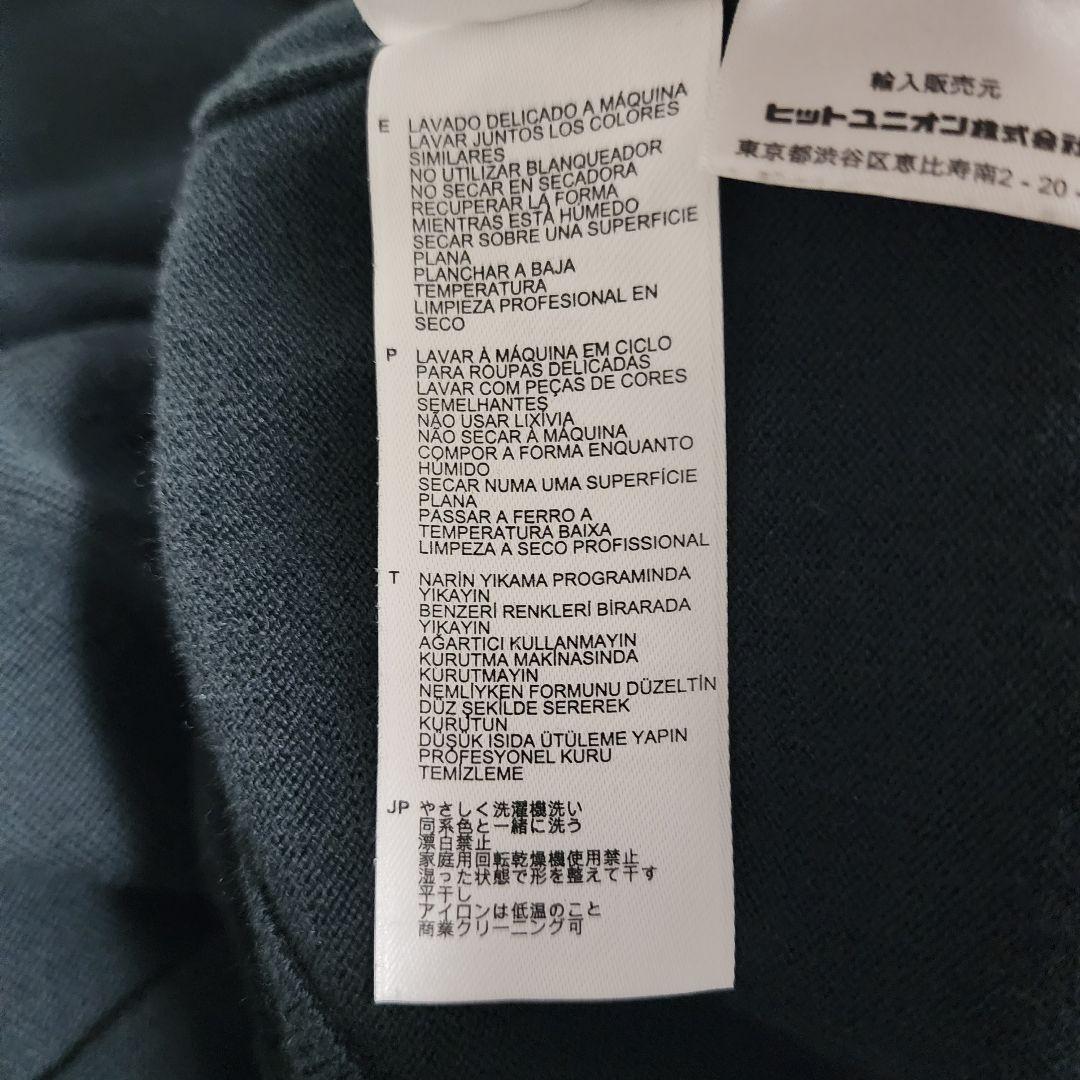 E LAVADO DELICADO A MÁQUINA
LAVAR JUNTOS LOS COLORES
SIMILARES
NO UTILIZAR BLANQUEADOR
NO SECAR EN SECADORA
RECUPERAR LA FORMA
MIENTRAS ESTÁ HÚMEDO
SECAR SOBRE UNA SUPERFICIE
PLANA
PLANCHAR A BAJA
TEMPERATURA
LIMPIEZA PROFESIONAL EN
SECO
P LAVAR À MÁQUINA EM CICLO
PARA ROUPAS DELICADAS
LAVAR COM PEÇAS DE CORES
SEMELHANTES
NÃO USAR LIXÍVIA
NÃO SECAR À MÁQUINA
COMPOR A FORMA ENQUANTO
HÚMIDO
SECAR NUMA UMA SUPERFÍCIE
PLANA
PASSAR A FERRO A
TEMPERATURA BAIXA
LIMPEZA A SECO PROFISSIONAL
T NARİN YIKAMA PROGRAMINDA
YIKAYIN
BENZERİ RENKLERİ BİRARADA
YIKAYIN
AĞARTICI KULLANMAYIN
KURUTMA MAKİNASINDA
KURUTMAYIN
NEMLİYKEN FORMUNU DÜZELTİN
DÜZ ŞEKİLDE SEREREK
KURUTUN
DÜŞÜK ISIDA ÜTÜLEME YAPIN
PROFESYONEL KURU
TEMİZLEME
JP やさしく洗濯機洗い
同系色と一緒に洗う
漂白禁止
家庭用回転乾燥機使用禁止
湿った状態で形を整えて干す
平干し
アイロンは低温のこと
商業クリーニング可
輸入販売元
ヒットユニオン株式会社
東京都渋谷区恵比寿南2-20-